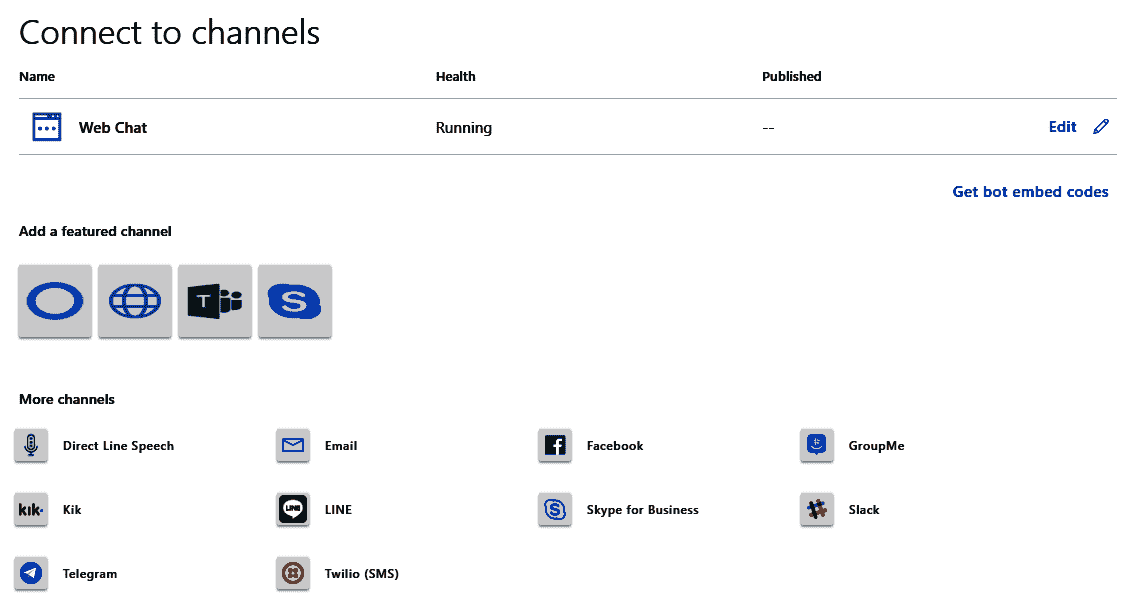 Connect to channels
Name Health Published
Web Chat Running -- Edit
Get bot embed codes
Add a featured channel
T S
More channels
Direct Line Speech Email Facebook GroupMe
kik. Kik LINE LINE Skype for Business Slack
Telegram Twilio (SMS)